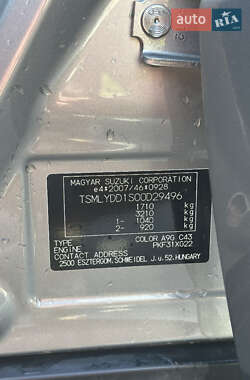 AUTO
RIA
.com
MAGYAR SUZUKI CORPORATION
e4*2007/46*0928
TSMLYDD1S00D29496
1710 kg
3210 kg
1- 1040 kg
2- 920 kg
COLOR A9G C43
TYPE PKF31X022
ENGINE
CONTACT ADDRESS
2500 ESZTERGOM, SCHWEIDEL J. u. 52. HUNGARY